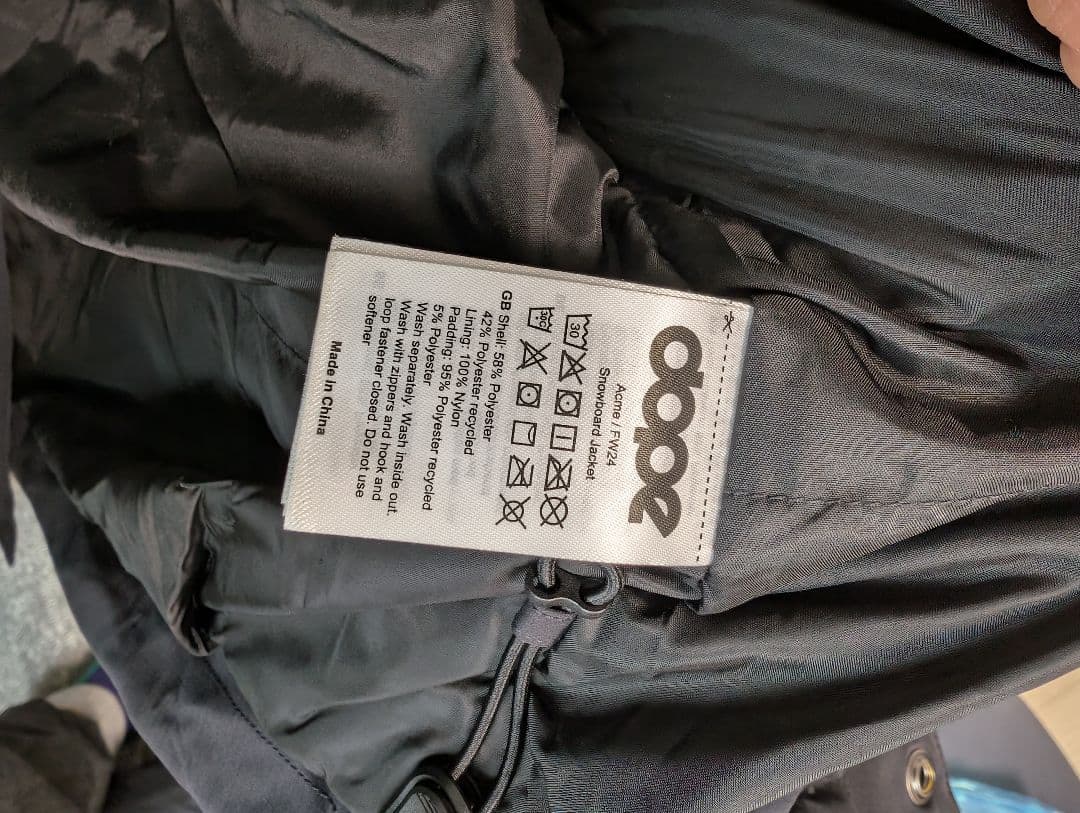 dope
Acme / FW24
Snowboard Jacket
30
30C
GB Shell: 58% Polyester
42% Polyester recycled
Lining: 100% Nylon
Padding: 95% Polyester recycled
5% Polyester
Wash separately. Wash inside out.
Wash with zippers and hook and
loop fastener closed. Do not use
softener
Made in China